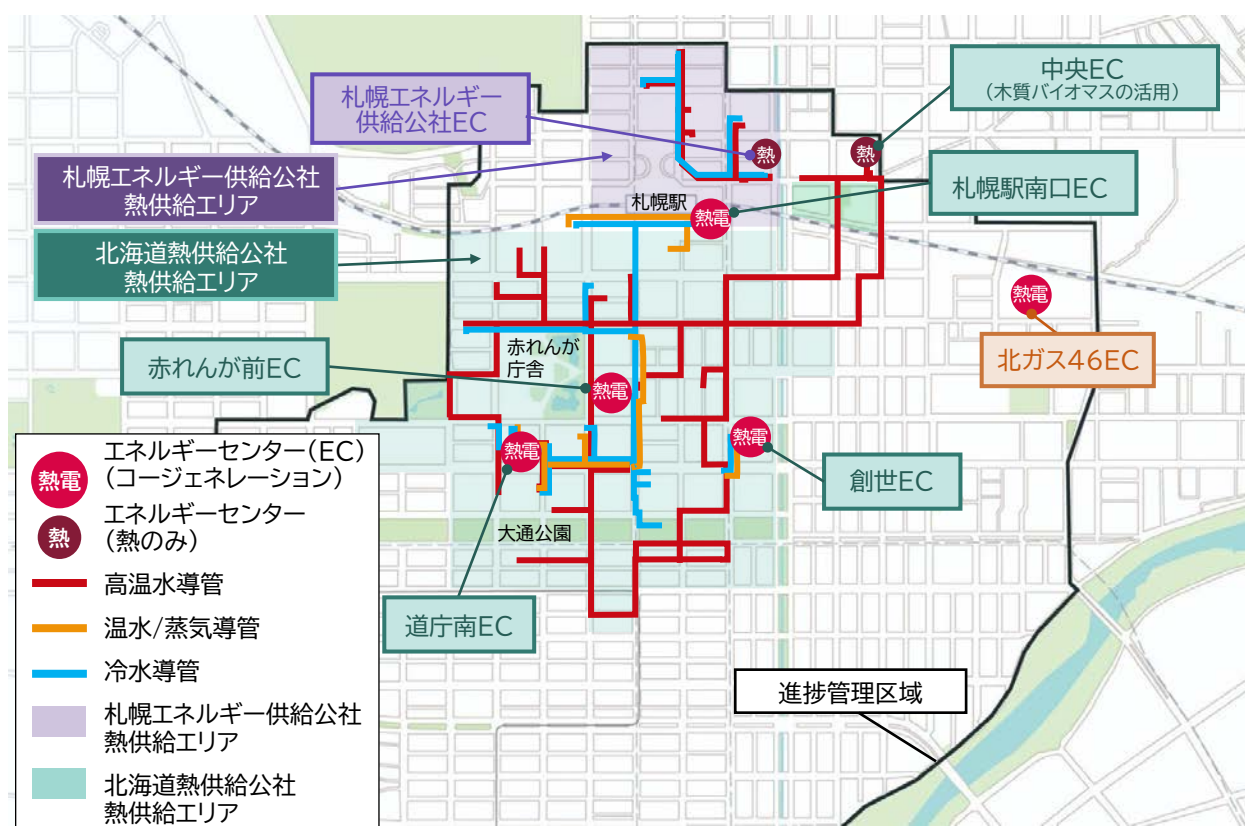 札幌エネルギー
供給公社EC
中央EC
(木質バイオマスの活用)
札幌エネルギー供給公社
熱供給エリア
熱
熱
札幌駅南口EC
札幌駅
熱電
北海道熱供給公社
熱供給エリア
熱電
北ガス46EC
赤れんが前EC
赤れんが
庁舎
熱電
熱電
熱電
創世EC
大通公園
道庁南EC
進捗管理区域
熱電
エネルギーセンター(EC)
(コージェネレーション)
熱
エネルギーセンター
(熱のみ)
高温水導管
温水/蒸気導管
冷水導管
札幌エネルギー供給公社
熱供給エリア
北海道熱供給公社
熱供給エリア